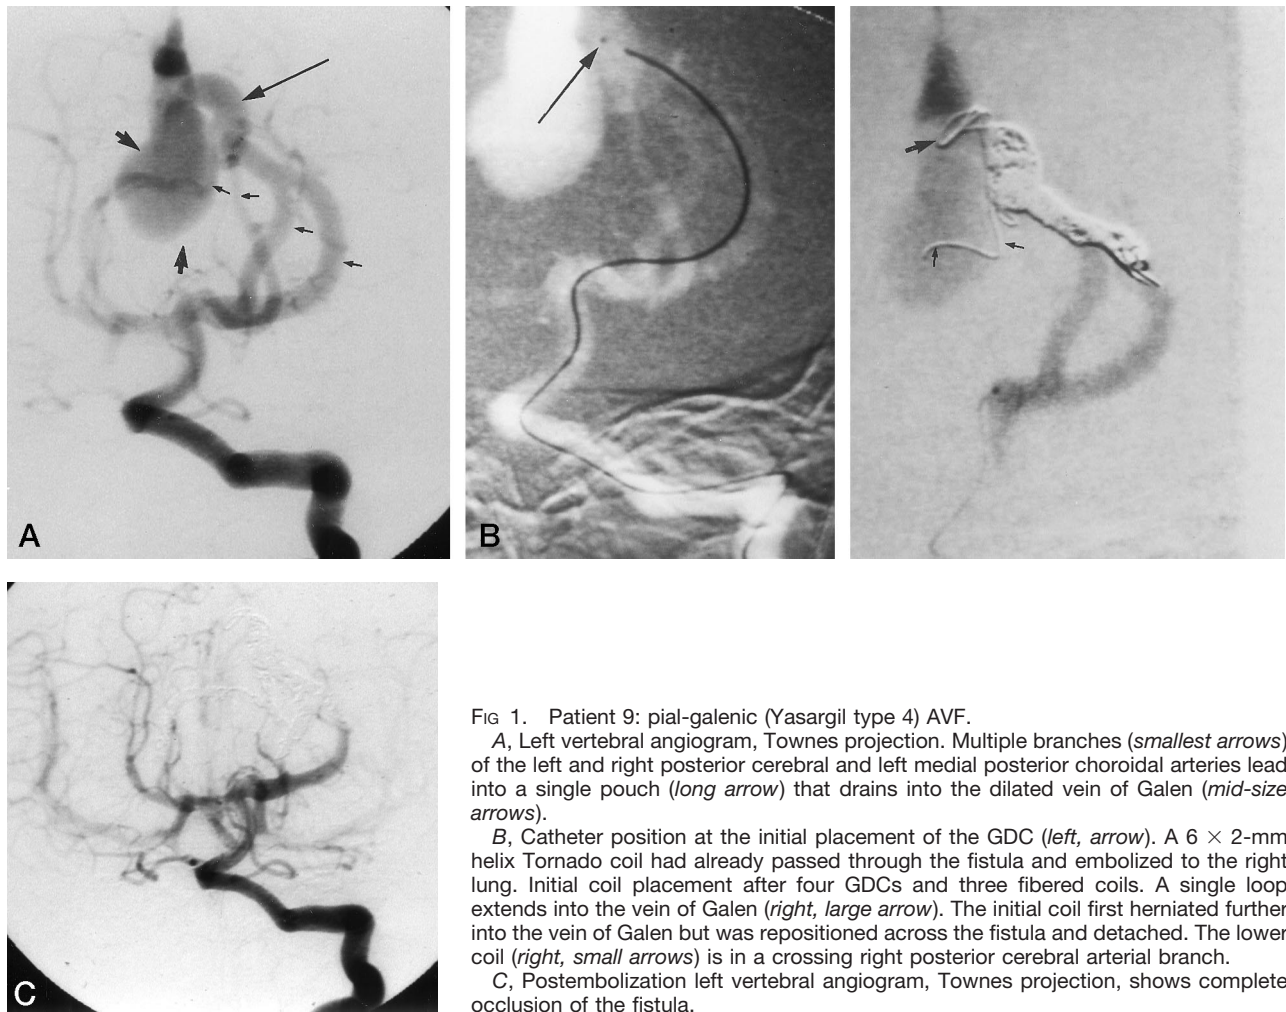 A
B
C
FIG 1. Patient 9: pial-galenic (Yasargil type 4) AVF.
A, Left vertebral angiogram, Townes projection. Multiple branches (smallest arrows)
of the left and right posterior cerebral and left medial posterior choroidal arteries lead
into a single pouch (long arrow) that drains into the dilated vein of Galen (mid-size
arrows).
B, Catheter position at the initial placement of the GDC (left, arrow). A 6 × 2-mm
helix Tornado coil had already passed through the fistula and embolized to the right
lung. Initial coil placement after four GDCs and three fibered coils. A single loop
extends into the vein of Galen (right, large arrow). The initial coil first herniated further
into the vein of Galen but was repositioned across the fistula and detached. The lower
coil (right, small arrows) is in a crossing right posterior cerebral arterial branch.
C, Postembolization left vertebral angiogram, Townes projection, shows complete
occlusion of the fistula.